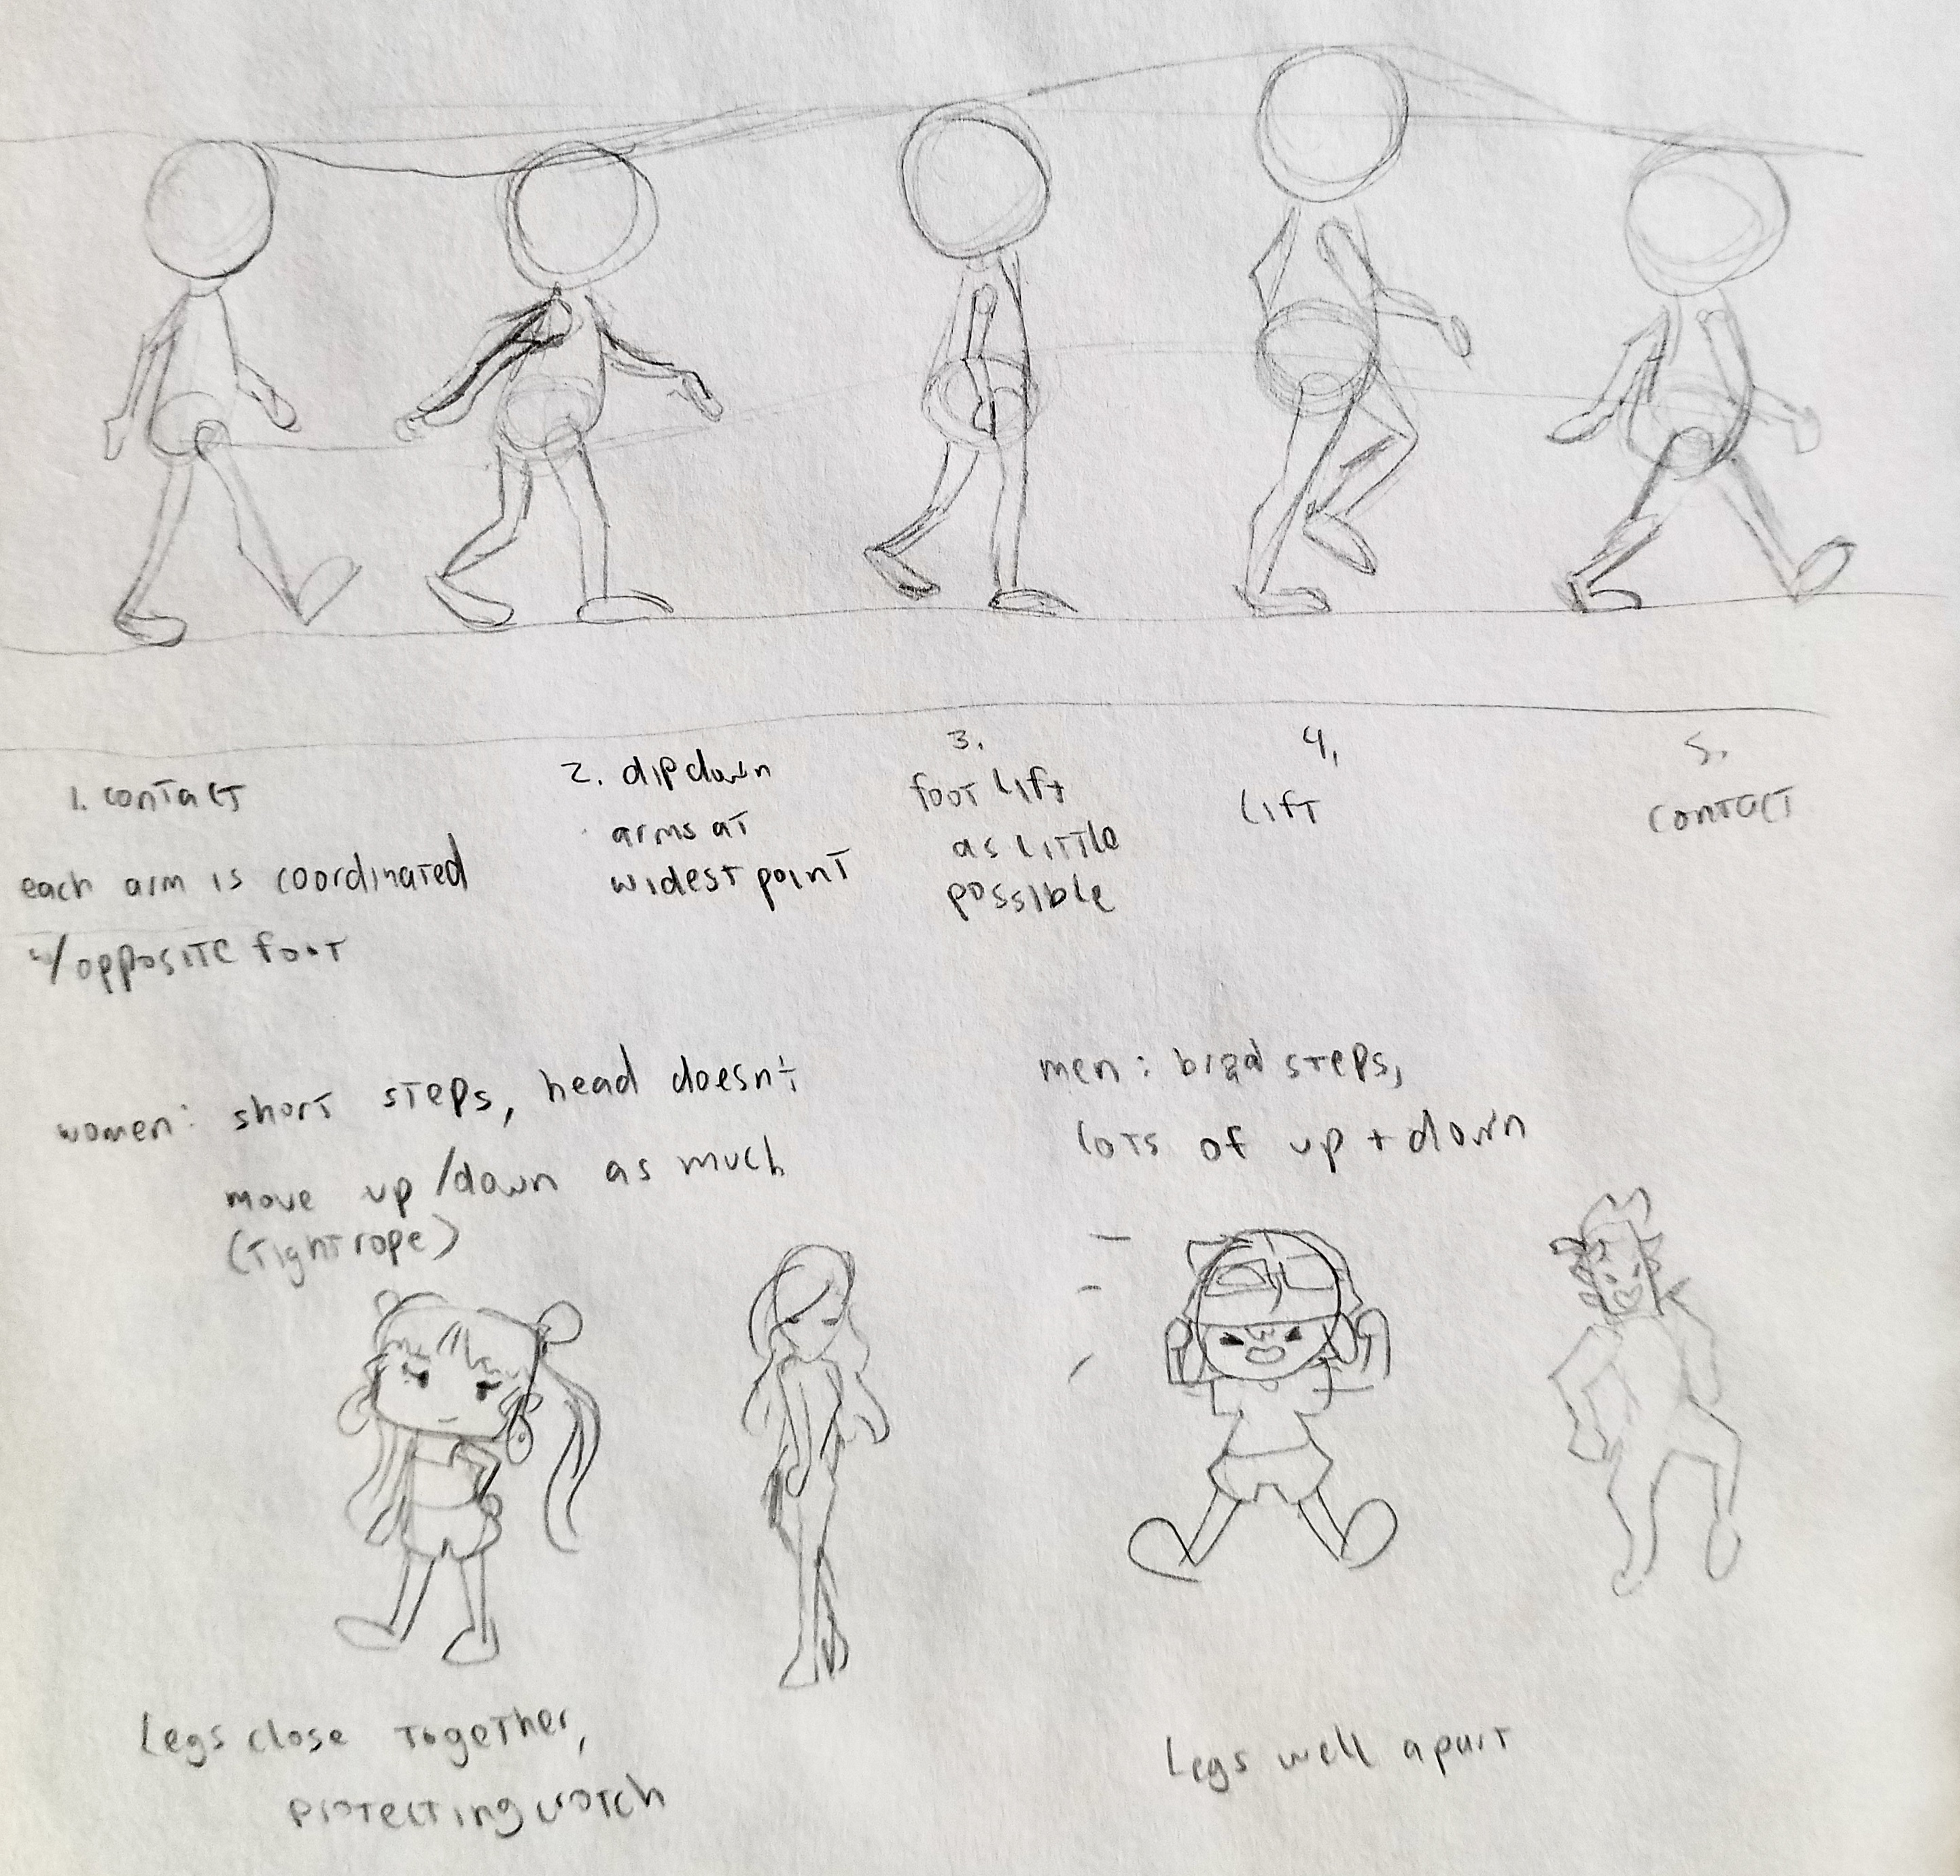 1. contact
each arm is coordinated
w/opposite foot
2. dip down
arms at
widest point
3.
foot lift
as little
possible
4.
lift
5.
contact
women: short steps, head doesn't
move up/down as much
(tightrope)
men: broad steps,
lots of up + down
legs close together,
protecting crotch
legs well apart